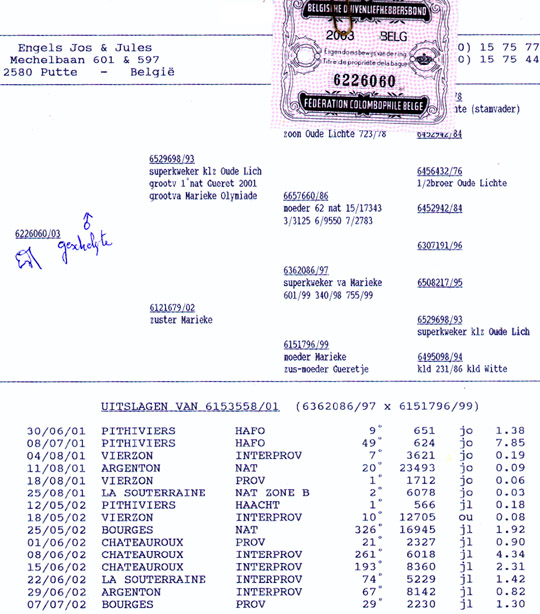 BELGISCHE DUIVENLIEFHEBBERSBOND
2003 BELG
Eigendomsbewijs van de ring
Titre de propriété de la bague
6226060
FEDERATION COLOMBOPHILE BELGE
Engels Jos & Jules
Mechelbaan 601 & 597
2580 Putte - België
0) 15 75 77
0) 15 75 44
78
hte (stamvader)
zoon Oude Lichte 723/78
6452942/84
6529698/93
superkweker klz Oude Lich
grootv 1°nat Gueret 2001
grootva Marieke Olymiade
6456432/76
1/2broer Oude Lichte
6657660/86
moeder 62 nat 15/17343
3/3125 6/9550 7/2783
6452942/84
6226060/03
geschelpte
6307191/96
6362086/97
superkweker va Marieke
601/99 340/98 755/99
6508217/95
6121679/02
zuster Marieke
6529698/93
superkweker klz Oude Lich
6151796/99
moeder Marieke
zus-moeder Gueretje
6495098/94
kld 231/86 kld Witte
UITSLAGEN VAN 6153558/01 (6362086/97 x 6151796/99)
30/06/01 PITHIVIERS HAFO 9° 651 jo 1.38
08/07/01 PITHIVIERS HAFO 49° 624 jo 7.85
04/08/01 VIERZON INTERPROV 7° 3621 jo 0.19
11/08/01 ARGENTON NAT 20° 23493 jo 0.09
18/08/01 VIERZON PROV 1° 1712 jo 0.06
25/08/01 LA SOUTERRAINE NAT ZONE B 2° 6078 jo 0.03
12/05/02 PITHIVIERS HAACHT 1° 566 jl 0.18
18/05/02 VIERZON INTERPROV 10° 12705 ou 0.08
25/05/02 BOURGES NAT 326° 16945 jl 1.92
01/06/02 CHATEAUROUX PROV 21° 2327 jl 0.90
08/06/02 CHATEAUROUX INTERPROV 261° 6018 jl 4.34
15/06/02 CHATEAUROUX INTERPROV 193° 8360 jl 2.31
22/06/02 LA SOUTERRAINE INTERPROV 74° 5229 jl 1.42
29/06/02 ARGENTON INTERPROV 67° 8142 jl 0.82
07/07/02 BOURGES PROV 29° 2230 jl 1.30